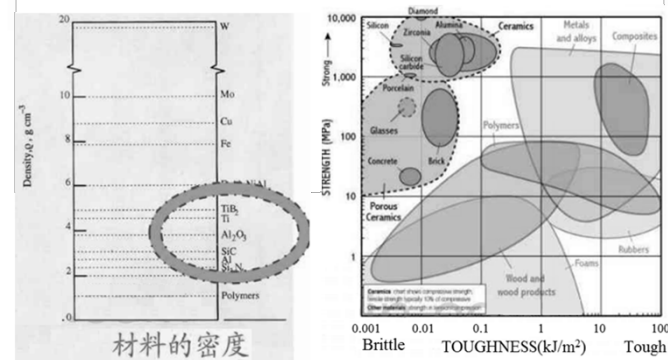 20
W
10
Mo
Cu
8
Fe
6
TiB₂
Ti
4
Al₂O₃
SiC
Al
2
Polymers
.0
Density,ρ, g cm⁻³
材料的密度
10,000
1,000
100
10
1
STRENGTH (MPa)
Strong
Diamond
Silicon
Zirconia
Alumina
Ceramics
Silicon
carbide
Porcelain
Glasses
Concrete
Brick
Porous
Ceramics
Metals
and alloys
Composites
Polymers
Rubbers
Foams
Wood and
wood products
0.001
0.01
0.1
1
10
100
Brittle
TOUGHNESS(kJ/m²)
Tough